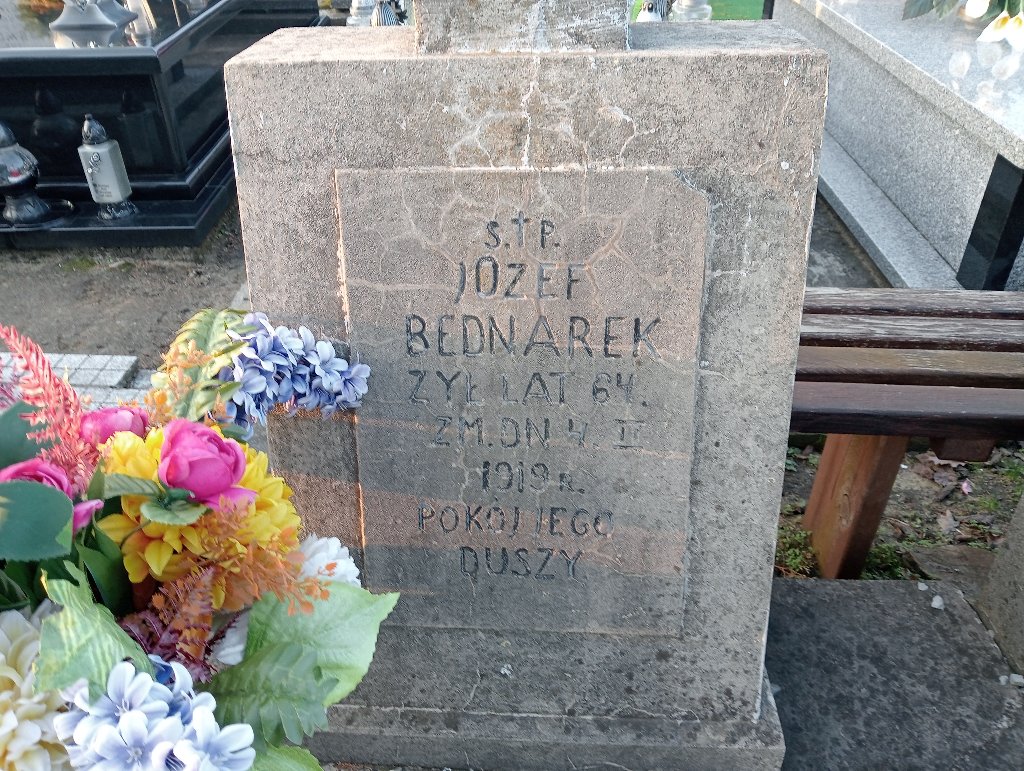 Ś.†P.
JÓZEF
BEDNAREK
ŻYŁ LAT 64.
ZM. DN 4. II
1919 R.
POKÓJ JEGO
DUSZY